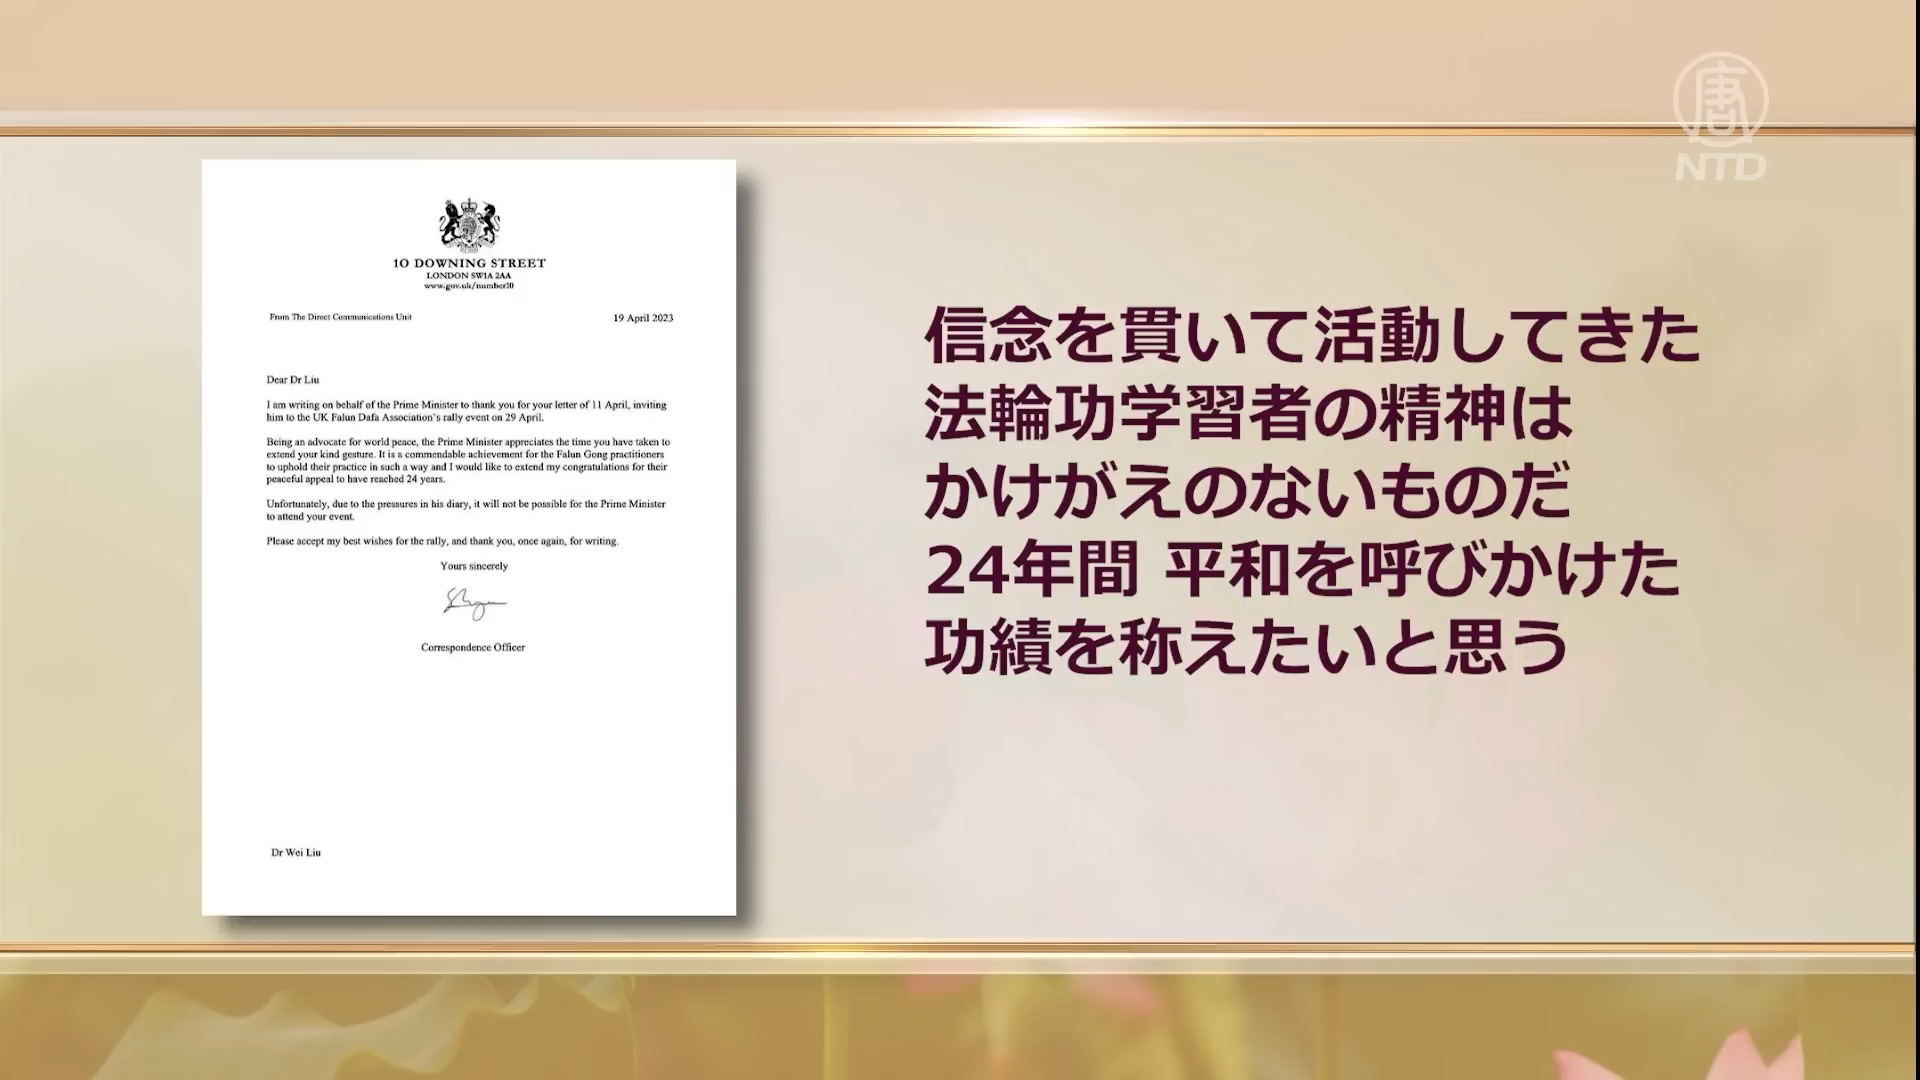 唐
NTD
10 DOWNING STREET
LONDON SW1A 2AA
www.gov.uk/number10
From The Direct Communications Unit
19 April 2023
Dear Dr Liu
I am writing on behalf of the Prime Minister to thank you for your letter of 11 April, inviting
him to the UK Falun Dafa Association's rally event on 29 April.
Being an advocate for world peace, the Prime Minister appreciates the time you have taken to
extend your kind gesture. It is a commendable achievement for the Falun Gong practitioners
to uphold their practice in such a way and I would like to extend my congratulations for their
peaceful appeal to have reached 24 years.
Unfortunately, due to the pressures in his diary, it will not be possible for the Prime Minister
to attend your event.
Please accept my best wishes for the rally, and thank you, once again, for writing.
Yours sincerely
Correspondence Officer
Dr Wei Liu
信念を貫いて活動してきた
法輪功学習者の精神は
かけがえのないものだ
24年間 平和を呼びかけた
功績を称えたいと思う